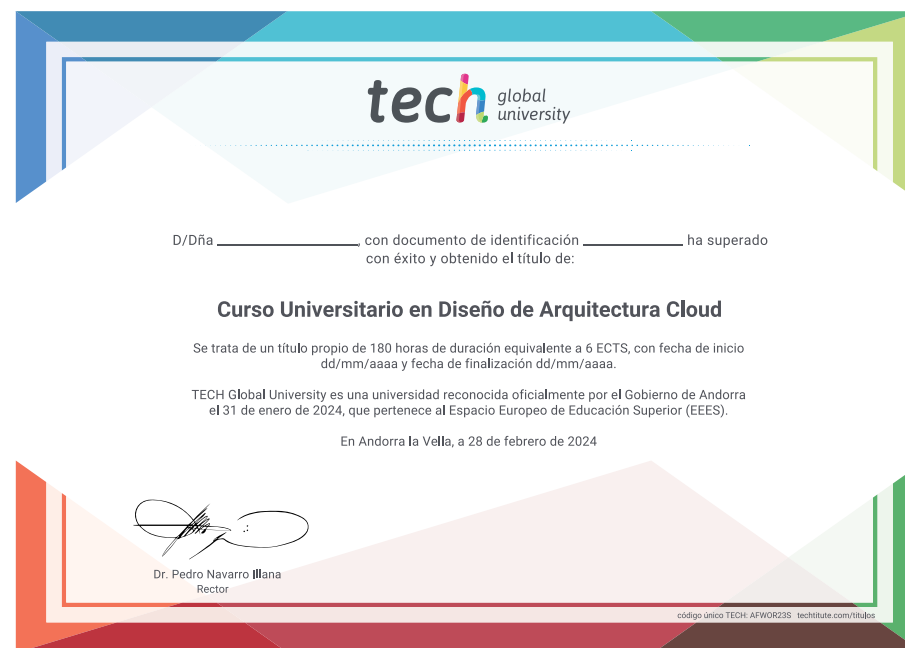 tech global university
D/Dña ____________________, con documento de identificación ______________ ha superado
con éxito y obtenido el título de:
Curso Universitario en Diseño de Arquitectura Cloud
Se trata de un título propio de 180 horas de duración equivalente a 6 ECTS, con fecha de inicio
dd/mm/aaaa y fecha de finalización dd/mm/aaaa.
TECH Global University es una universidad reconocida oficialmente por el Gobierno de Andorra
el 31 de enero de 2024, que pertenece al Espacio Europeo de Educación Superior (EEES).
En Andorra la Vella, a 28 de febrero de 2024
Dr. Pedro Navarro Illana
Rector
código único TECH: AFWOR23S techtitute.com/titulos